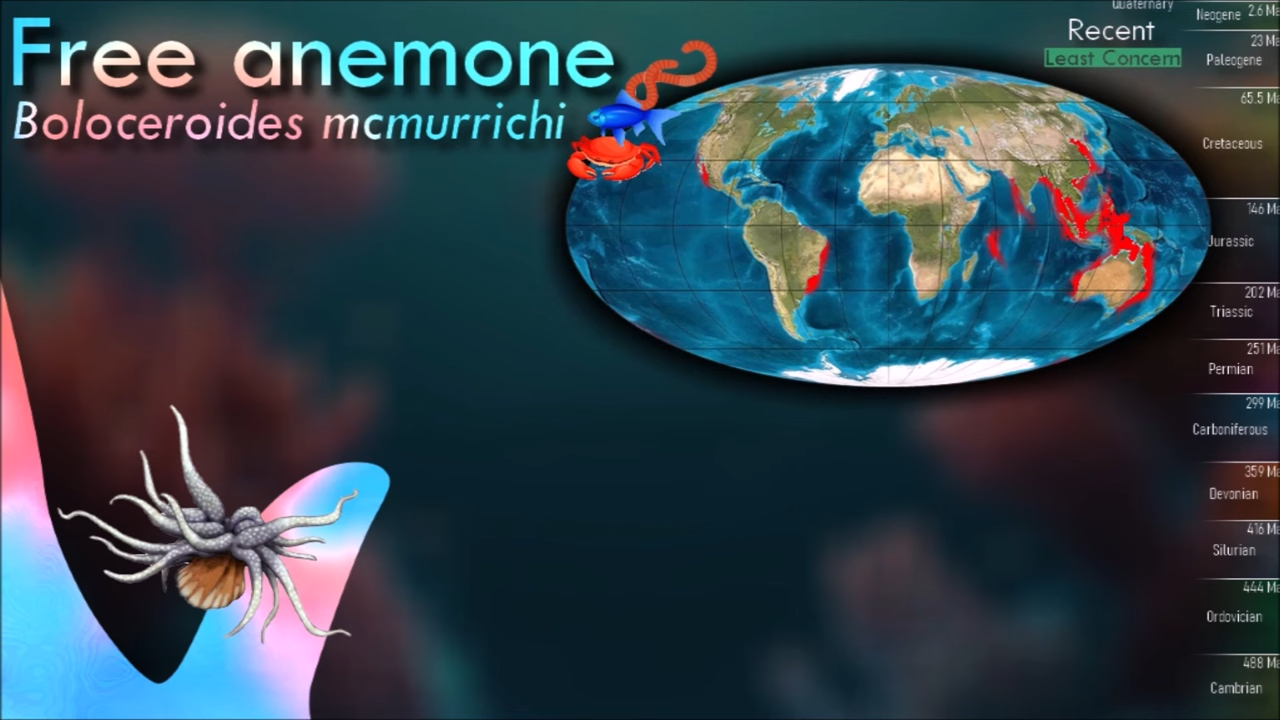 Free anemone
Boloceroides mcmurrichi
Recent
Least Concern
Quaternary
2.6 Ma
Neogene
23 Ma
Paleogene
65.5 Ma
Cretaceous
146 Ma
Jurassic
202 Ma
Triassic
251 Ma
Permian
299 Ma
Carboniferous
359 Ma
Devonian
416 Ma
Silurian
444 Ma
Ordovician
488 Ma
Cambrian